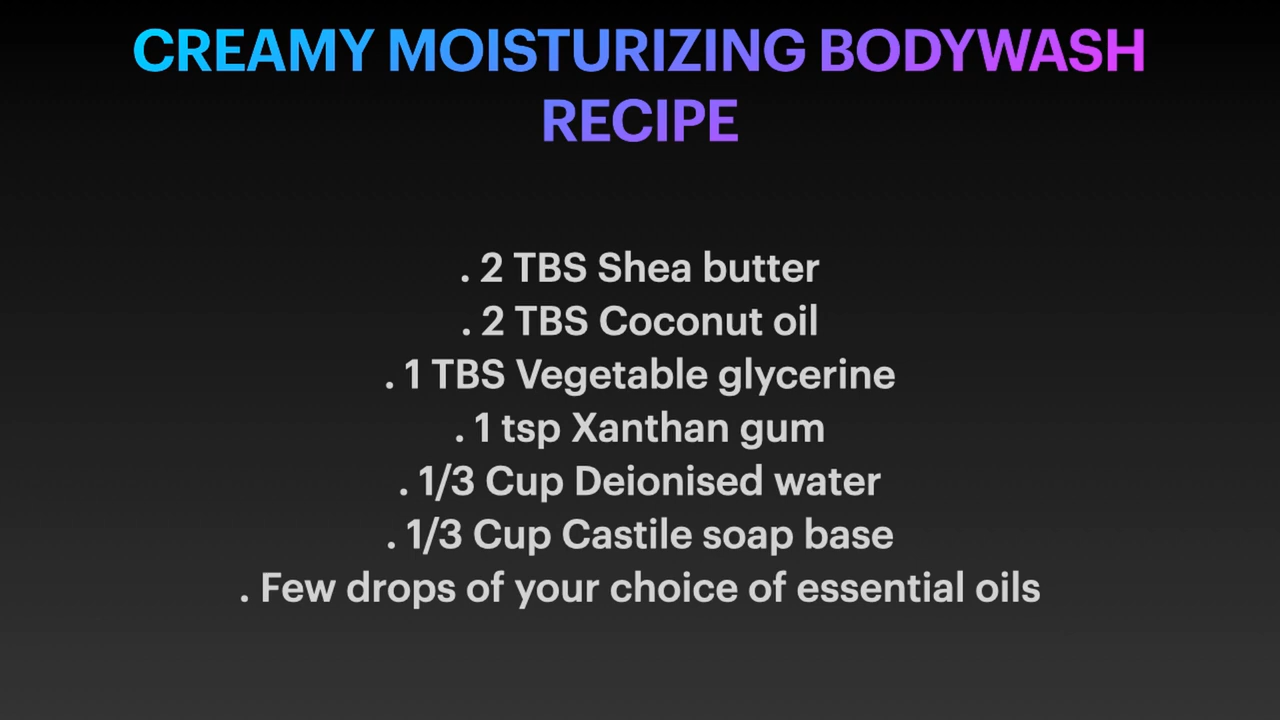 CREAMY MOISTURIZING BODYWASH
RECIPE
. 2 TBS Shea butter
. 2 TBS Coconut oil
. 1 TBS Vegetable glycerine
. 1 tsp Xanthan gum
. 1/3 Cup Deionised water
. 1/3 Cup Castile soap base
. Few drops of your choice of essential oils